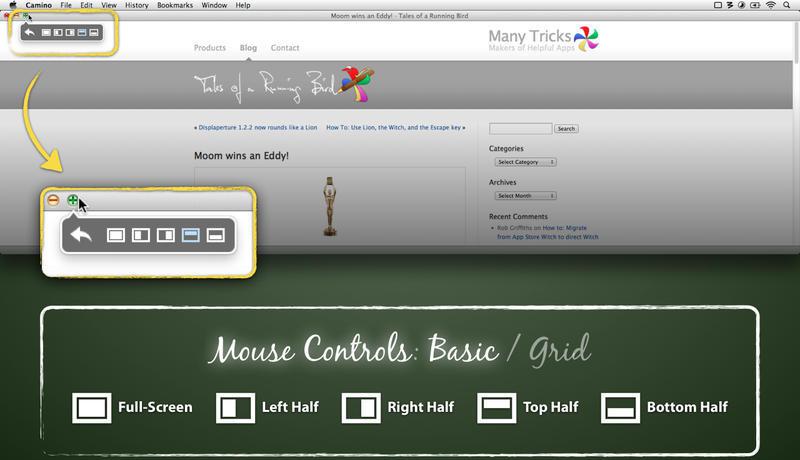 Camino File Edit View History Bookmarks Window Help
Moom wins an Eddy! - Tales of a Running Bird
Many Tricks
Makers of Helpful Apps
Products Blog Contact
Tales of a Running Bird
« Displaperture 1.2.2 now rounds like a Lion How To: Use Lion, the Witch, and the Escape key »
Search
Moom wins an Eddy!
Categories
Select Category
Archives
Select Month
Recent Comments
Rob Griffiths on How to: Migrate
from App Store Witch to direct Witch
Mouse Controls: Basic / Grid
Full-Screen Left Half Right Half Top Half Bottom Half